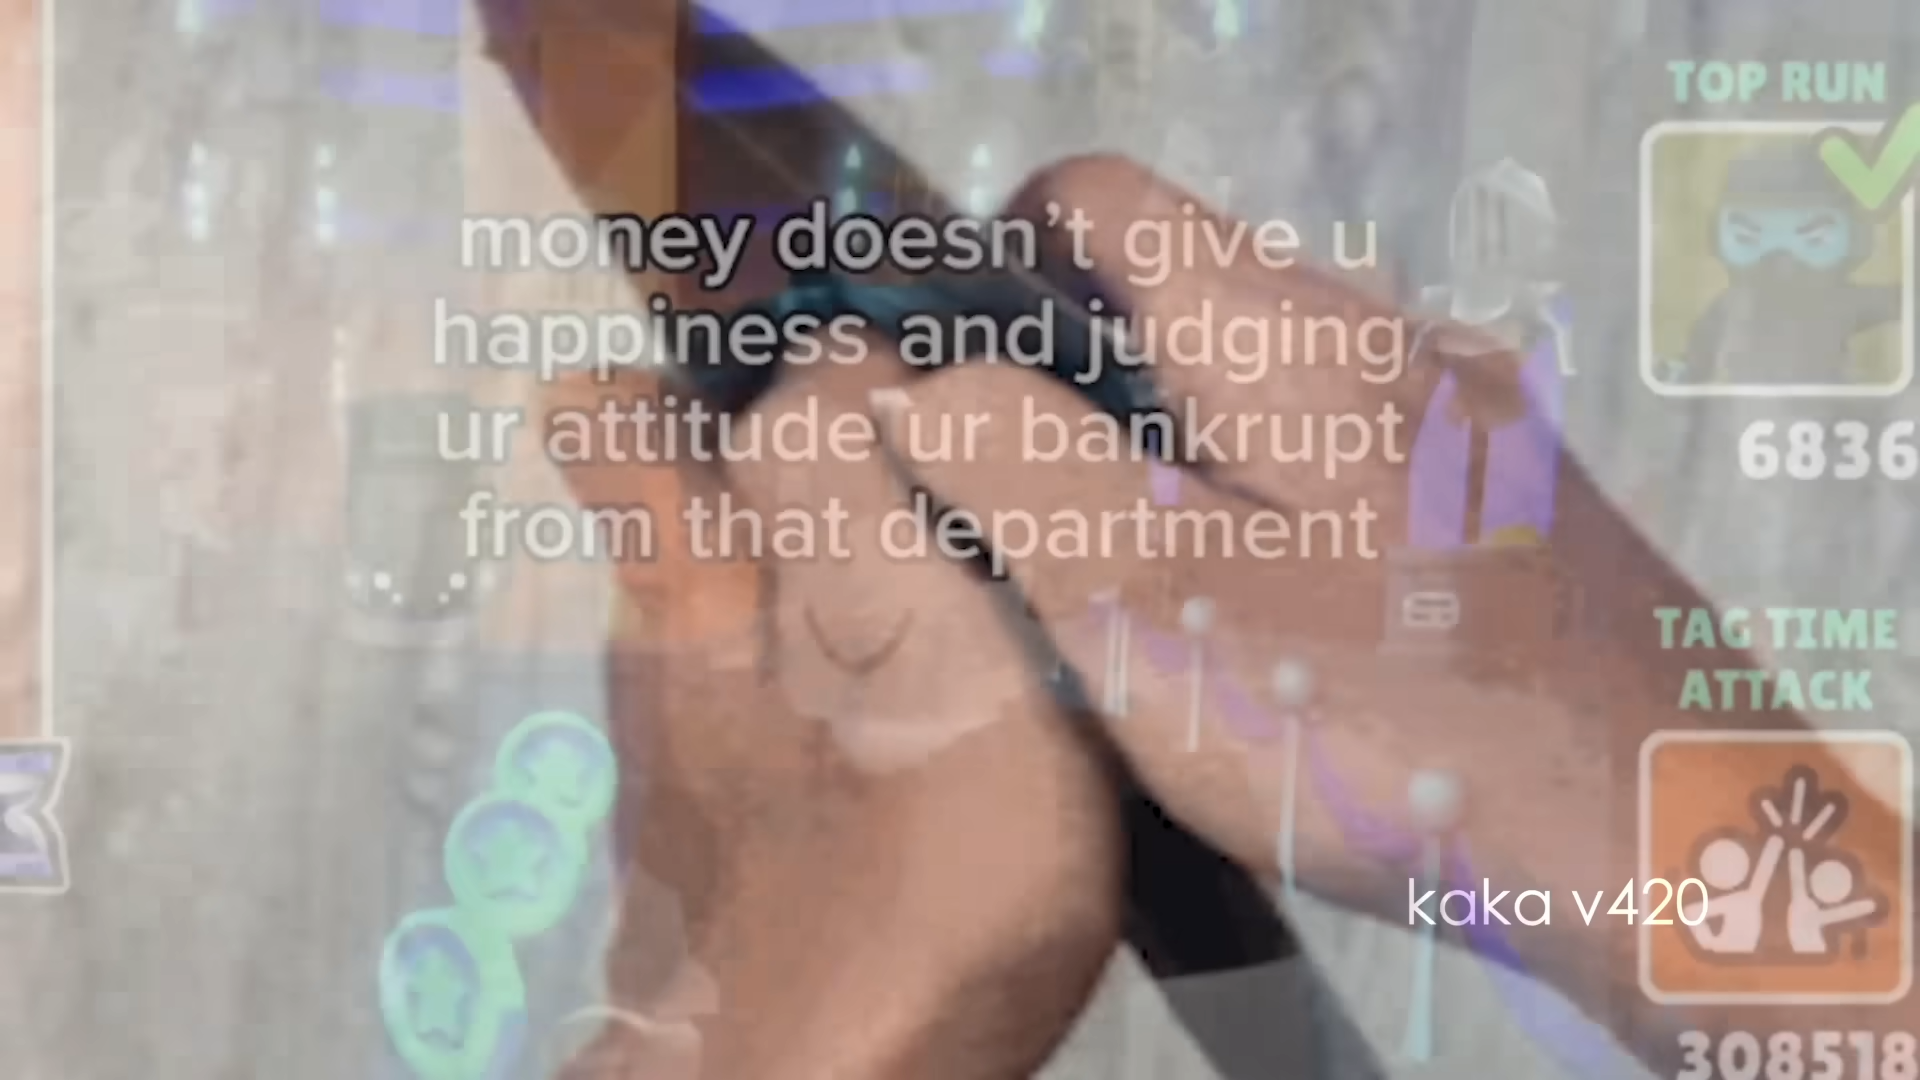 TOP RUN
money doesn't give u
happiness and judging
ur attitude ur bankrupt
from that department
6836
TAG TIME
ATTACK
kaka v420
308518